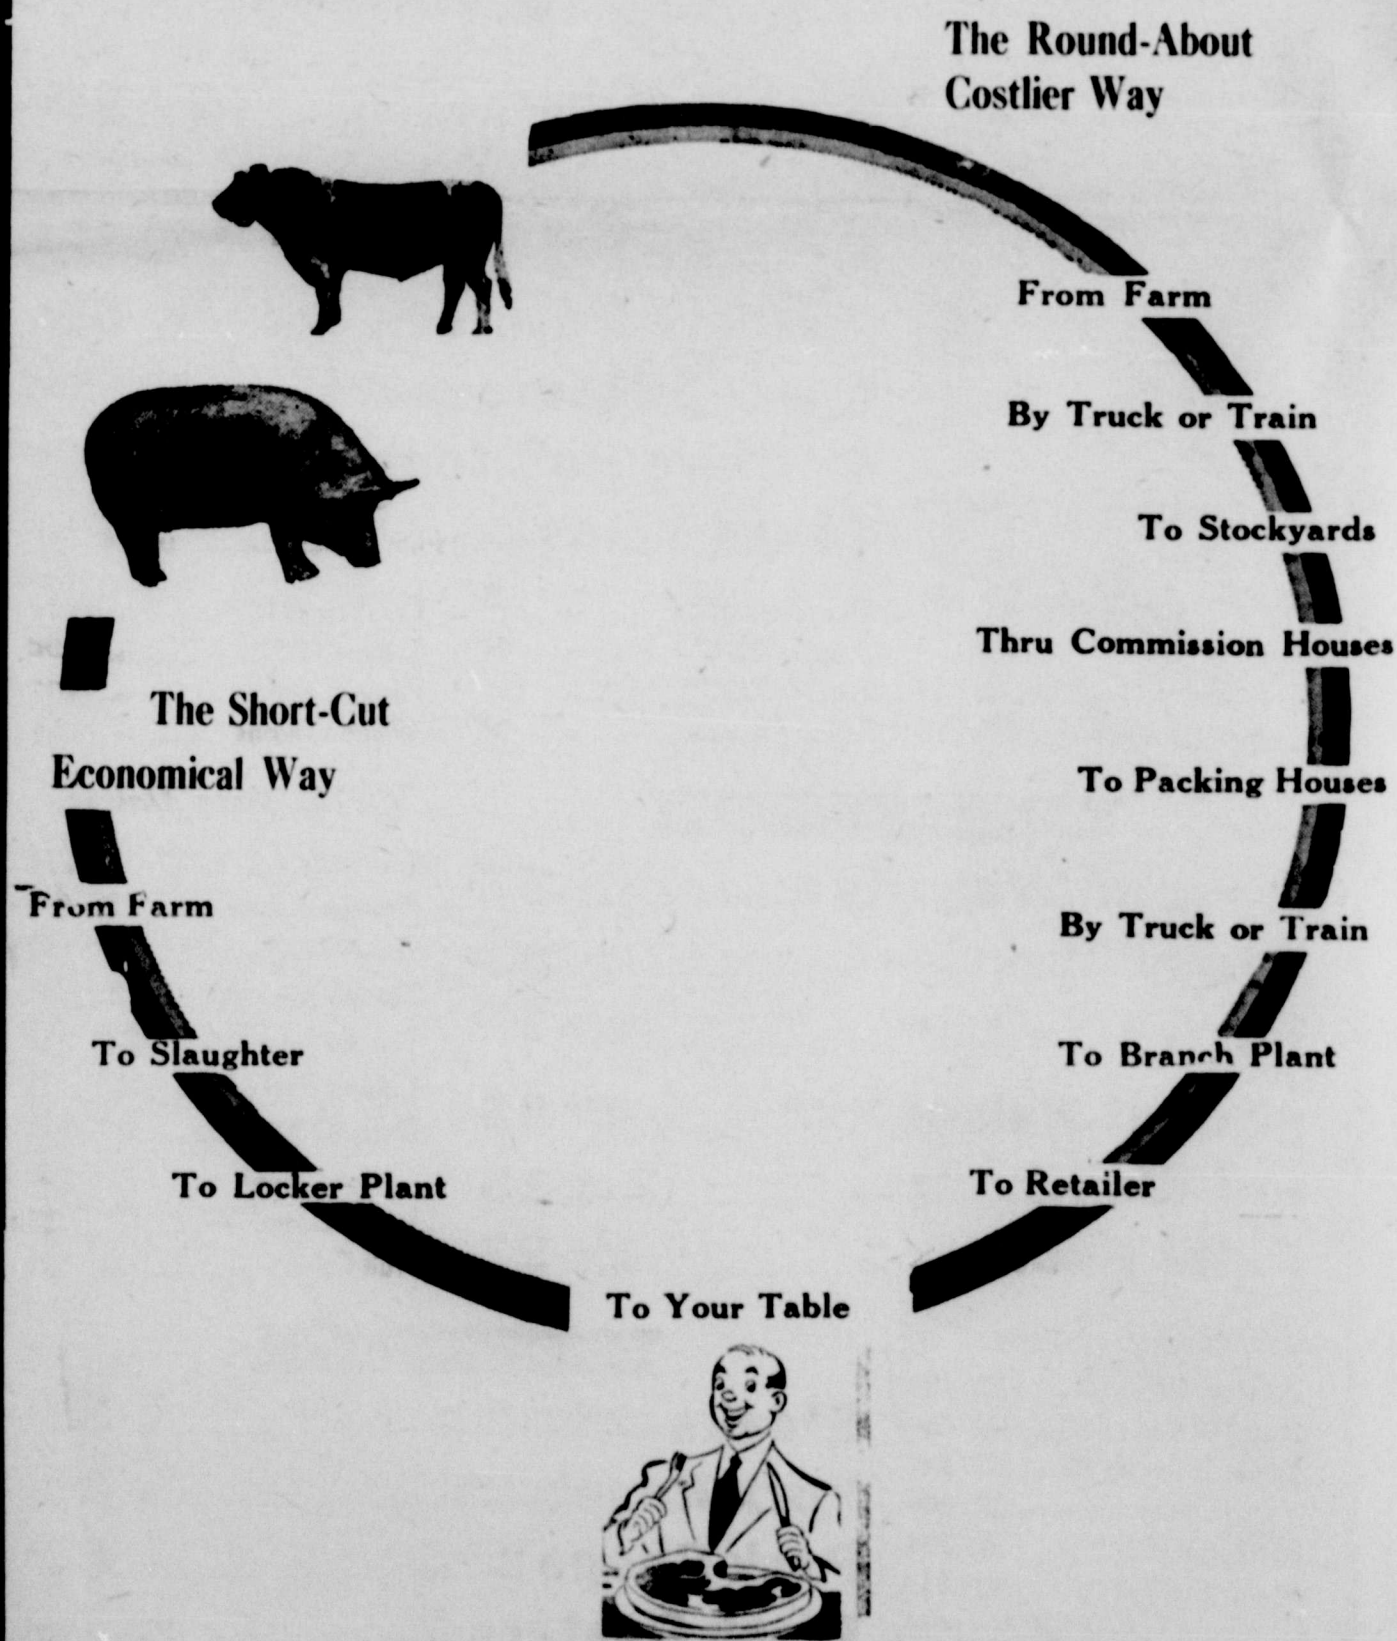 The Round-About
Costlier Way
From Farm
By Truck or Train
To Stockyards
Thru Commission Houses
To Packing Houses
By Truck or Train
To Branch Plant
To Retailer
The Short-Cut
Economical Way
From Farm
To Slaughter
To Locker Plant
To Your Table